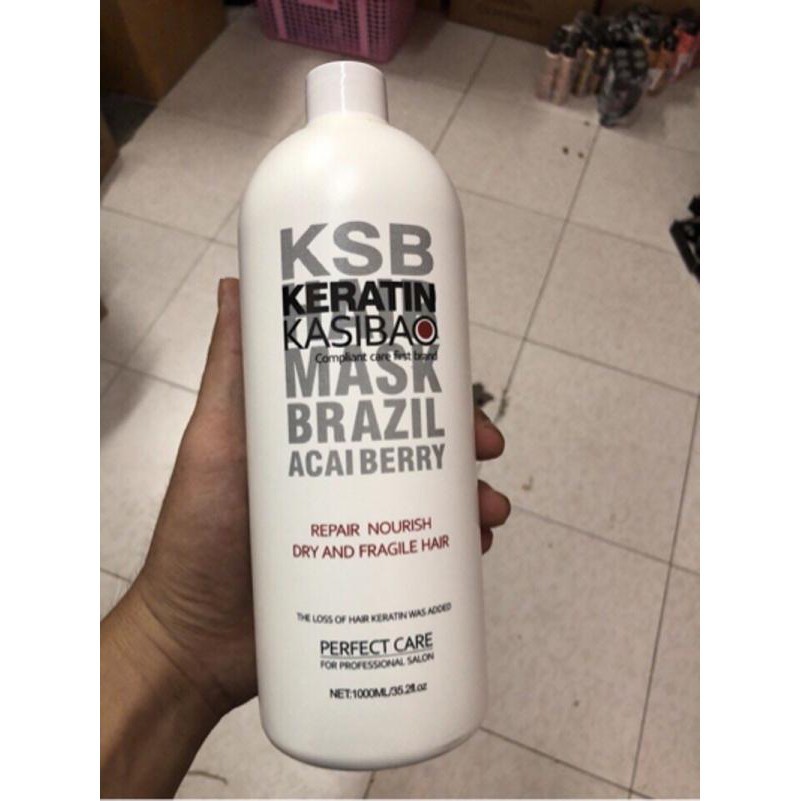 KSB
HAIR
KERATIN
KASIBAO
Compliant care first brand
MASK
BRAZIL
ACAI BERRY
REPAIR NOURISH
DRY AND FRAGILE HAIR
THE LOSS OF HAIR KERATIN WAS ADDED
PERFECT CARE
FOR PROFESSIONAL SALON
NET:1000ML/35.2fl.oz